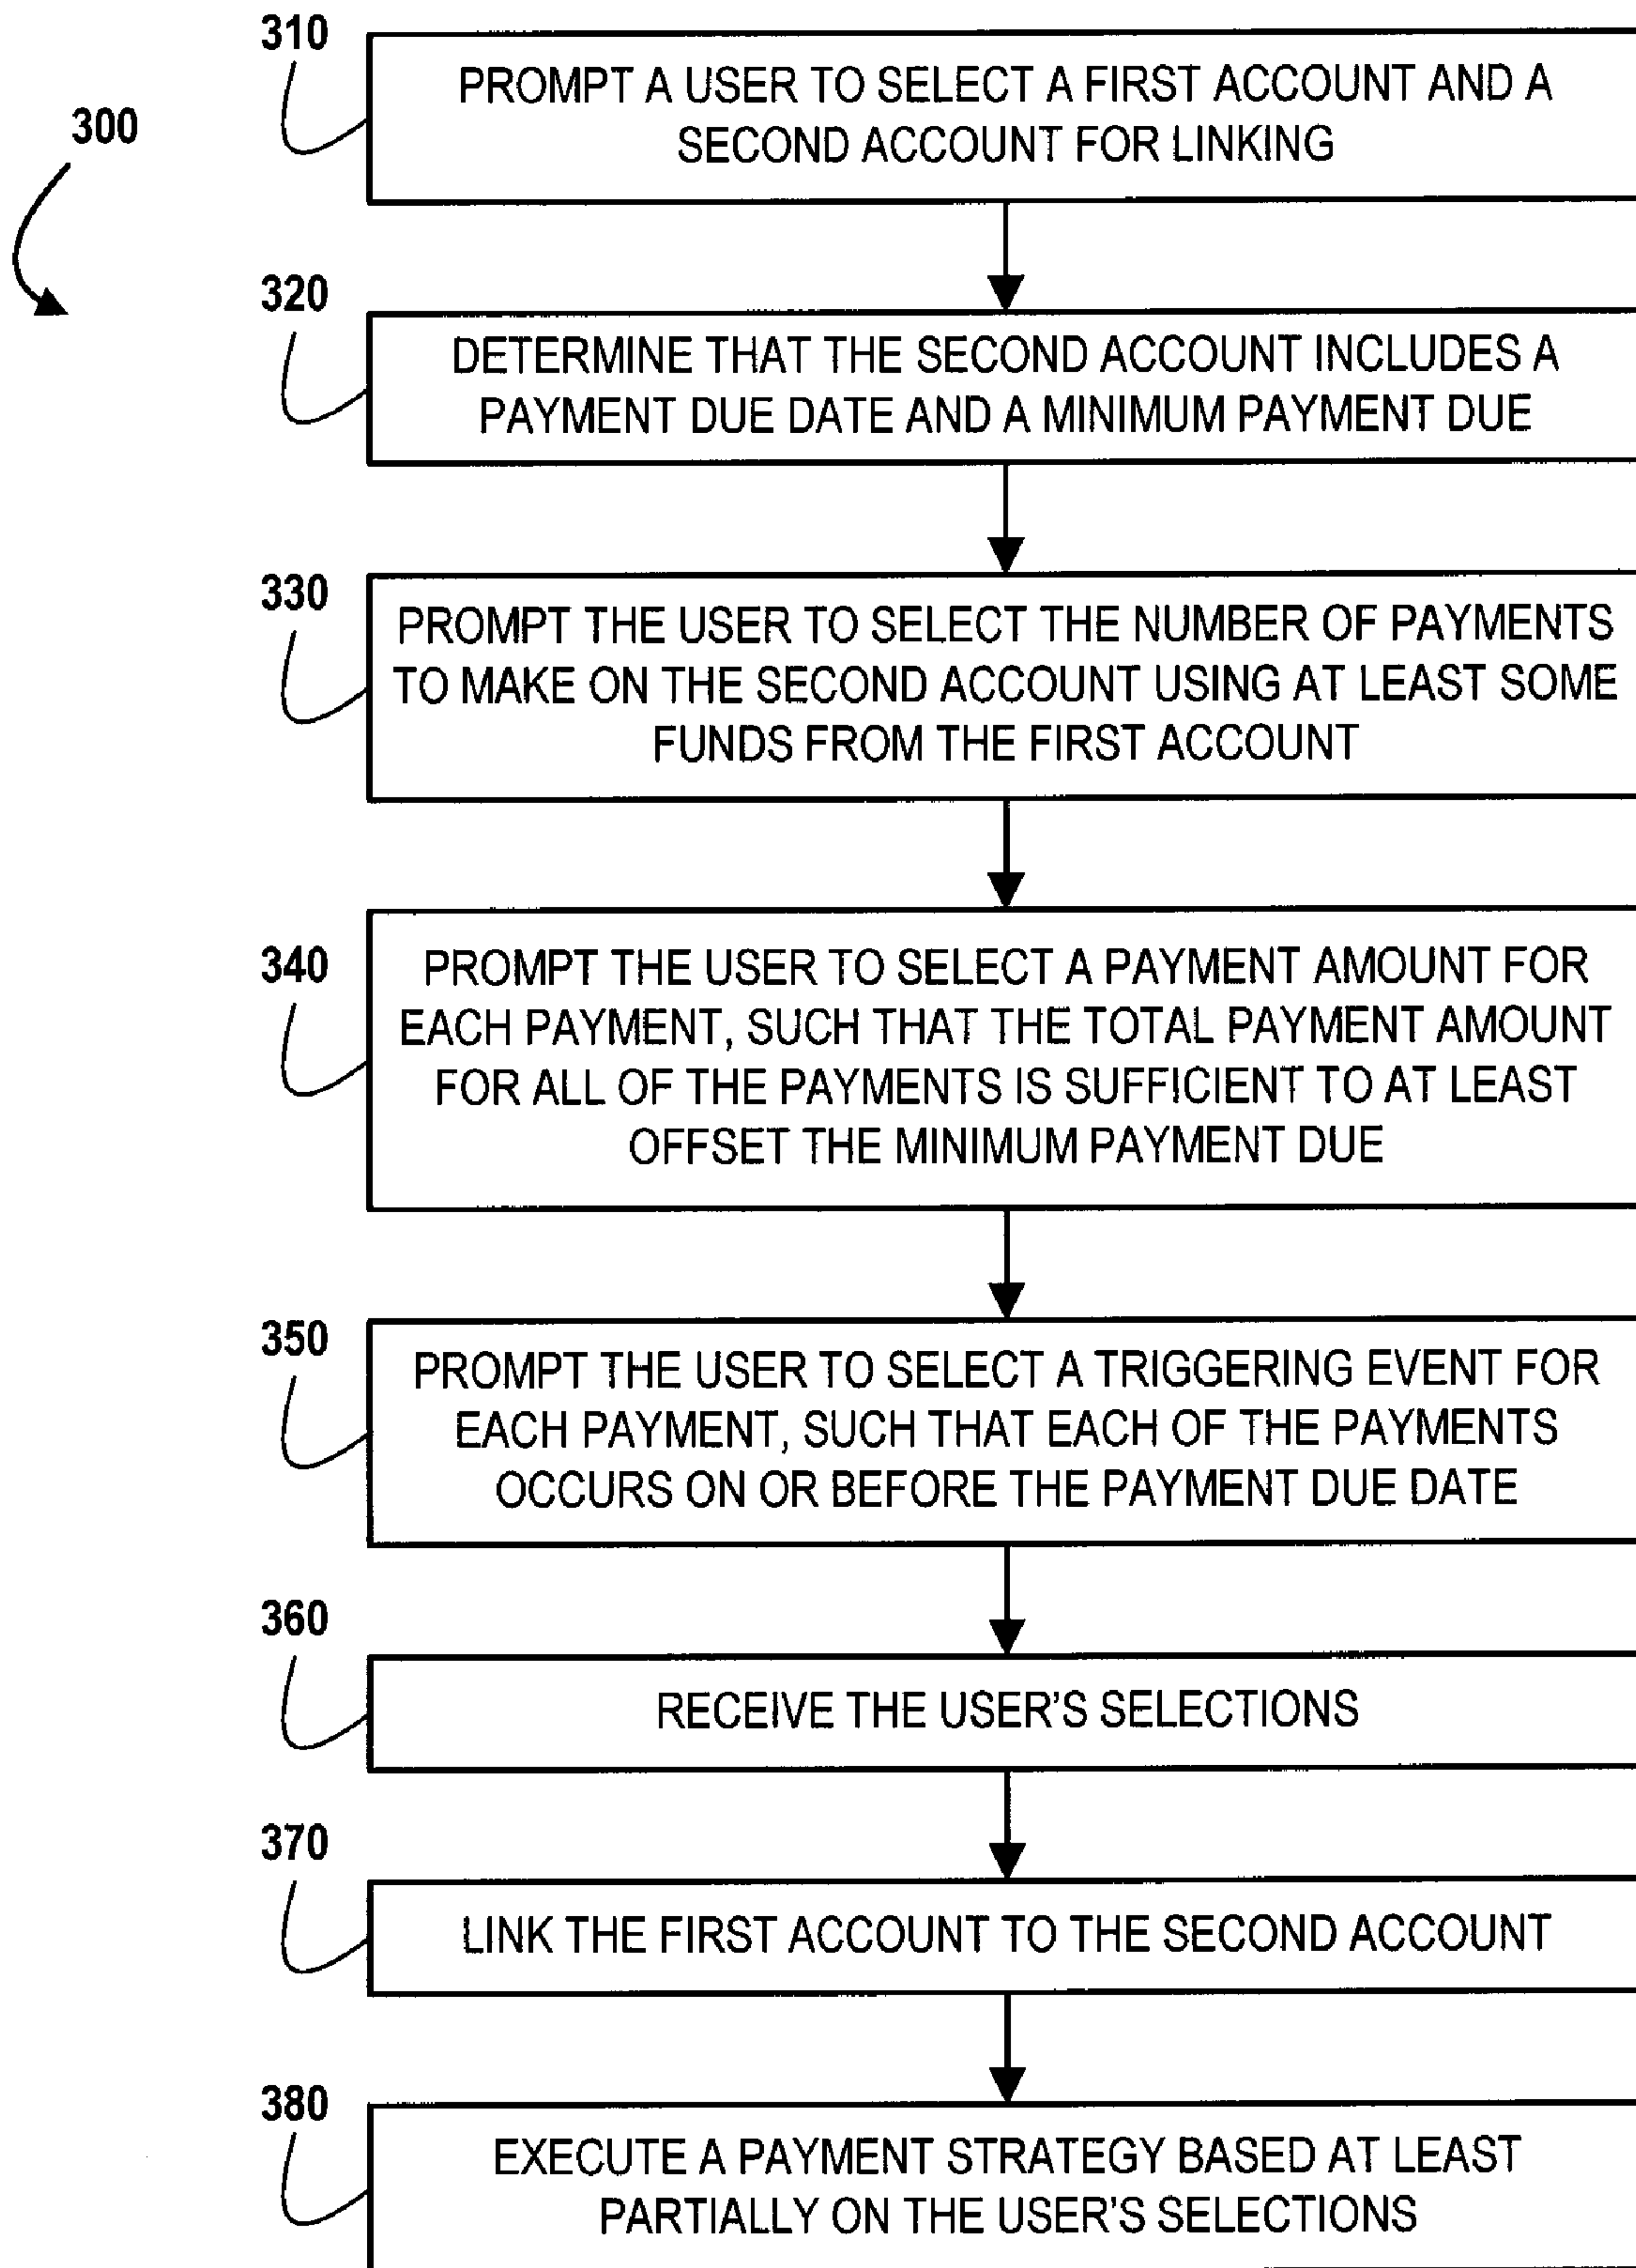 310
PROMPT A USER TO SELECT A FIRST ACCOUNT AND A
SECOND ACCOUNT FOR LINKING
300
320
DETERMINE THAT THE SECOND ACCOUNT INCLUDES A
PAYMENT DUE DATE AND A MINIMUM PAYMENT DUE
330
PROMPT THE USER TO SELECT THE NUMBER OF PAYMENTS
TO MAKE ON THE SECOND ACCOUNT USING AT LEAST SOME
FUNDS FROM THE FIRST ACCOUNT
340
PROMPT THE USER TO SELECT A PAYMENT AMOUNT FOR
EACH PAYMENT, SUCH THAT THE TOTAL PAYMENT AMOUNT
FOR ALL OF THE PAYMENTS IS SUFFICIENT TO AT LEAST
OFFSET THE MINIMUM PAYMENT DUE
350
PROMPT THE USER TO SELECT A TRIGGERING EVENT FOR
EACH PAYMENT, SUCH THAT EACH OF THE PAYMENTS
OCCURS ON OR BEFORE THE PAYMENT DUE DATE
360
RECEIVE THE USER'S SELECTIONS
370
LINK THE FIRST ACCOUNT TO THE SECOND ACCOUNT
380
EXECUTE A PAYMENT STRATEGY BASED AT LEAST
PARTIALLY ON THE USER'S SELECTIONS